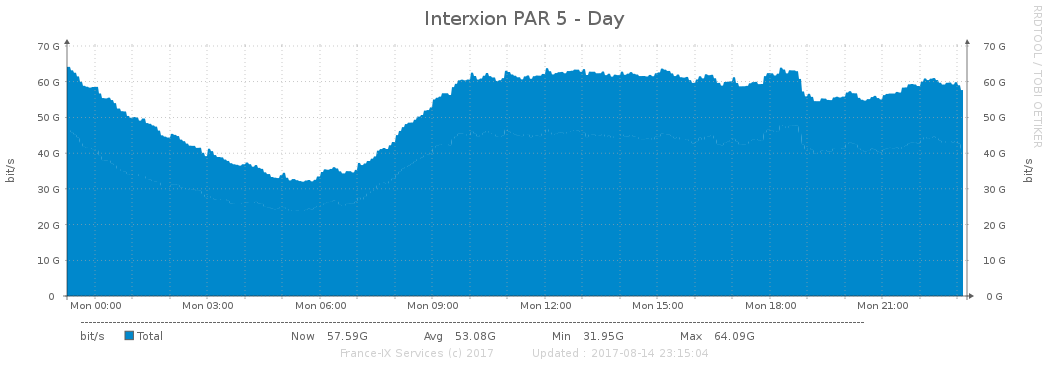 Interxion PAR 5 - Day
RRDTOOL / TOBI OETIKER
70 G 70 G
60 G 60 G
50 G 50 G
40 G 40 G
30 G 30 G
20 G 20 G
10 G 10 G
0 0 G
bit/s bit/s
Mon 00:00 Mon 03:00 Mon 06:00 Mon 09:00 Mon 12:00 Mon 15:00 Mon 18:00 Mon 21:00
bit/s Total Now 57.59G Avg 53.08G Min 31.95G Max 64.09G
France-IX Services (c) 2017 Updated : 2017-08-14 23:15:04